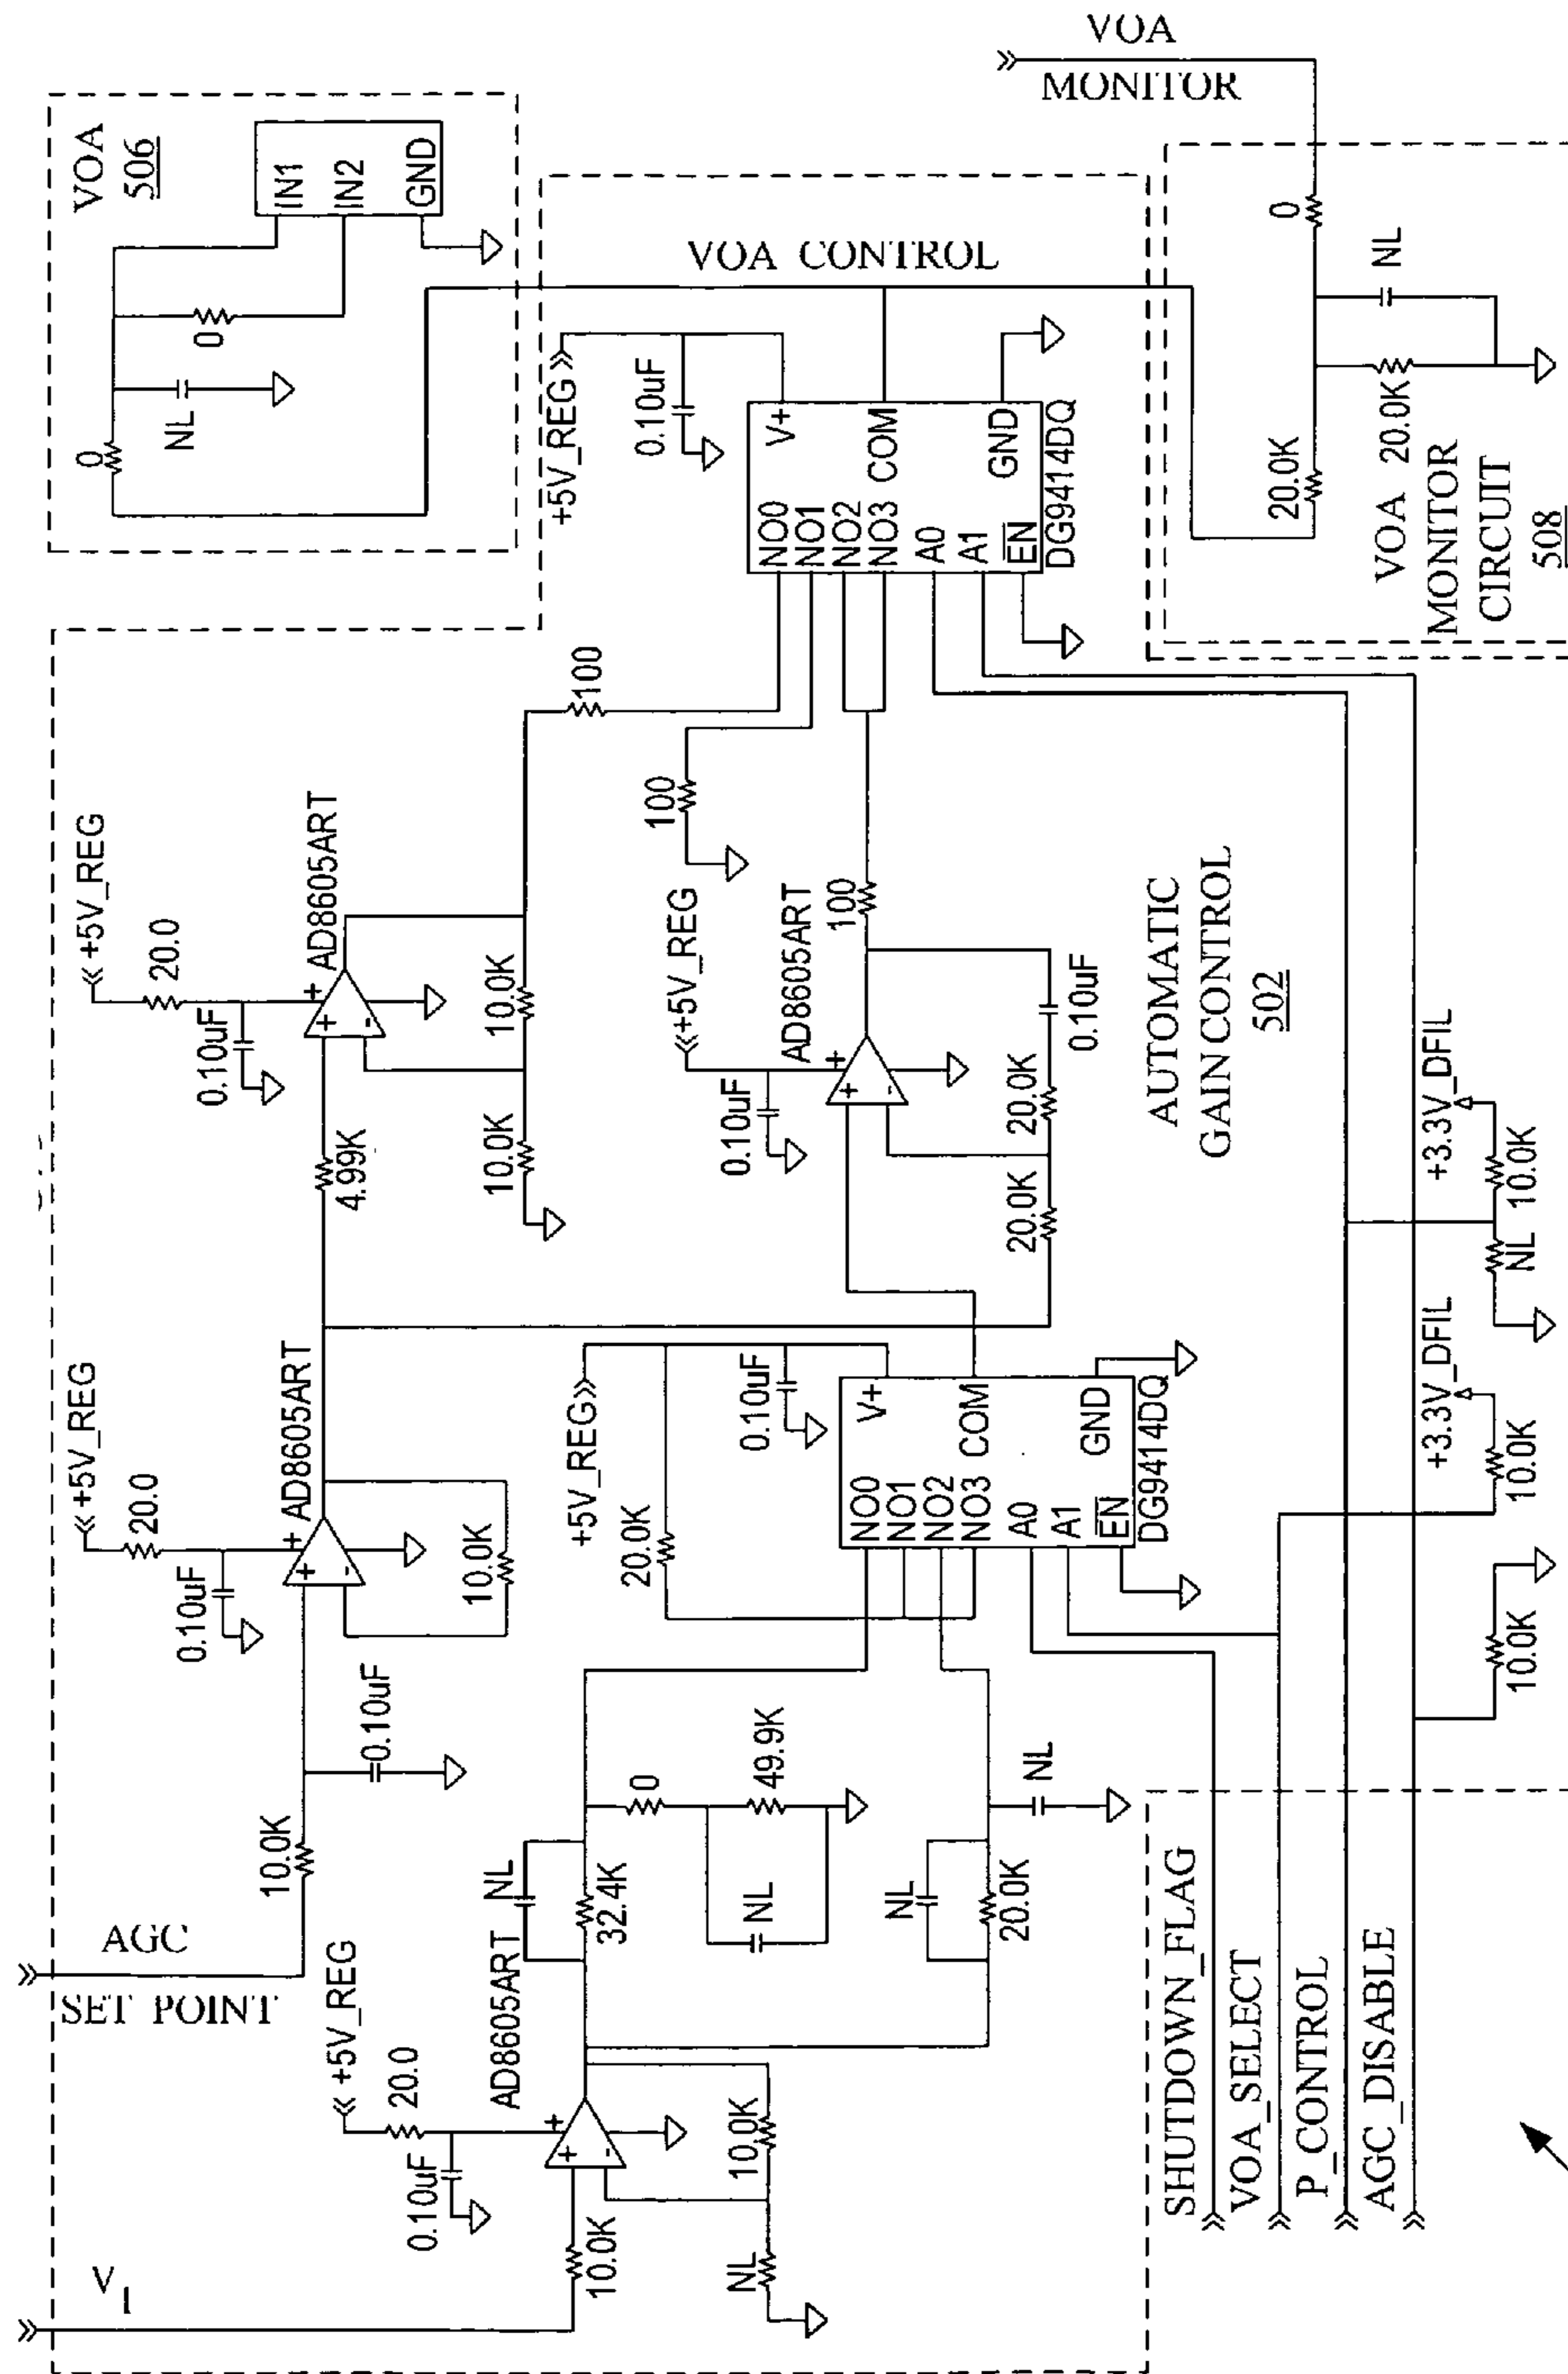 V1
AGC
SET POINT
10.0K
0.10uF
+5V_REG
20.0
0.10uF
AD8605ART
10.0K
4.99K
+5V_REG
20.0
0.10uF
AD8605ART
10.0K
10.0K
100
+5V_REG
20.0
0.10uF
AD8605ART
10.0K
10.0K
NL
NL
32.4K
0
49.9K
NL
NL
20.0K
NL
+5V_REG
20.0K
0.10uF
NO0
NO1
NO2
NO3
A0
A1
EN
V+
COM
GND
DG9414DQ
+5V_REG
0.10uF
AD8605ART
100
20.0K
20.0K
0.10uF
100
+5V_REG
0.10uF
NO0
NO1
NO2
NO3
A0
A1
EN
V+
COM
GND
DG9414DQ
VOA CONTROL
VOA
506
0
NL
0
IN1
IN2
GND
AUTOMATIC
GAIN CONTROL
502
SHUTDOWN_FLAG
VOA_SELECT
P_CONTROL
AGC_DISABLE
10.0K
+3.3V_DFIL
10.0K
NL
+3.3V_DFIL
10.0K
20.0K
20.0K
NL
0
VOA
MONITOR
CIRCUIT
508
VOA
MONITOR